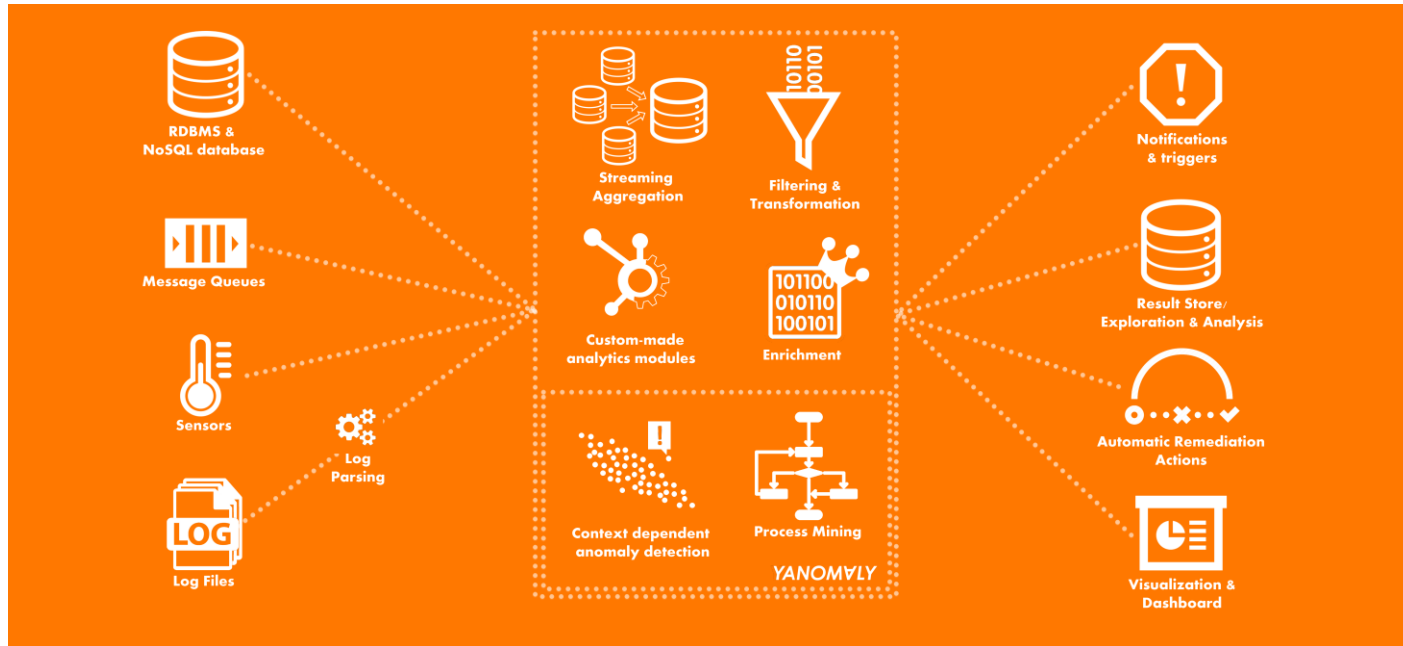 RDBMS &
NoSQL database
Message Queues
Sensors
Log
Parsing
LOG
Log Files
Streaming
Aggregation
10110
00101
Filtering &
Transformation
Custom-made
analytics modules
101100
010110
100101
Enrichment
!
Context dependent
anomaly detection
Process Mining
YANOM∀LY
!
Notifications
& triggers
Result Store/
Exploration & Analysis
Automatic Remediation
Actions
Visualization &
Dashboard